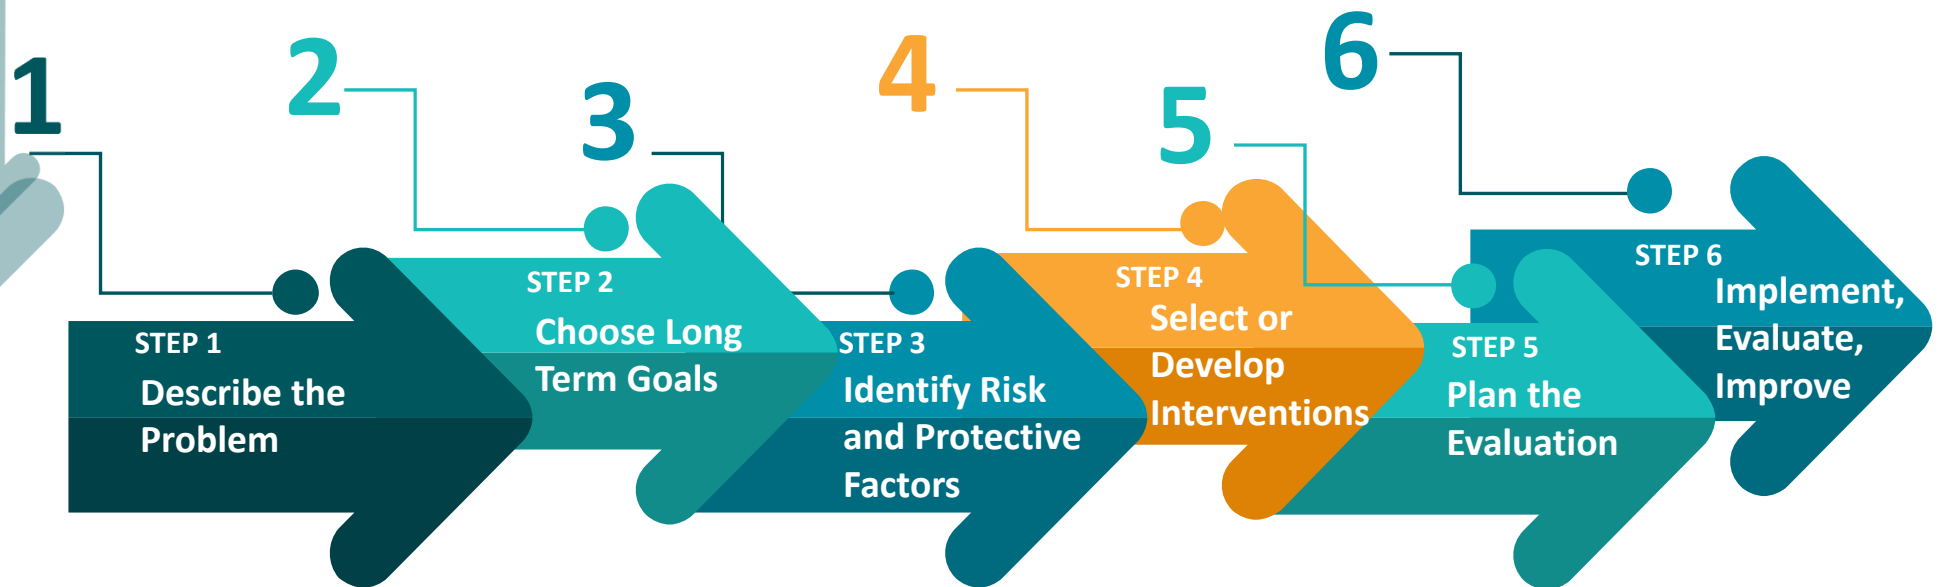 1
STEP 1
Describe the
Problem
2
STEP 2
Choose Long
Term Goals
3
STEP 3
Identify Risk
and Protective
Factors
4
STEP 4
Select or
Develop
Interventions
5
STEP 5
Plan the
Evaluation
6
STEP 6
Implement,
Evaluate,
Improve